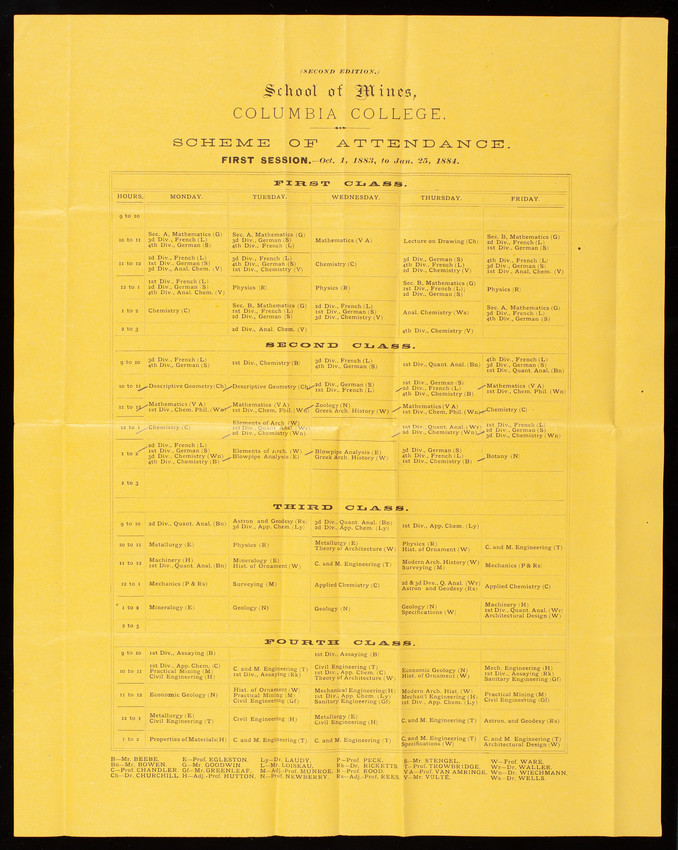 (SECOND EDITION.)
School of Mines,
COLUMBIA COLLEGE.
SCHEME OF ATTENDANCE.
FIRST SESSION.—Oct. 1, 1883, to Jan. 25, 1884.
FIRST CLASS.
HOURS. MONDAY. TUESDAY. WEDNESDAY. THURSDAY. FRIDAY.
9 to 10
Sec. A, Mathematics (G) Sec. A, Mathematics (G) Sec. B, Mathematics (G)
10 to 11 3d Div., French (L) 3d Div., German (S) Mathematics (V A) Lecture on Drawing (Ch) 2d Div., French (L)
4th Div., German (S) 4th Div., French (L) 1st Div., German (S)
2d Div., French (L) 3d Div., French (L) 3d Div., German (S) 4th Div., French (L)
11 to 12 1st Div., German (S) 4th Div., German (S) Chemistry (C) 4th Div., French (L) 3d Div., German (S)
3d Div., Anal. Chem. (V) 1st Div., Chemistry (V) 2d Div., Chemistry (V) 1st Div., Anal. Chem. (V)
1st Div., French (L) Sec. B, Mathematics (G)
12 to 1 2d Div., German (S) Physics (R) Physics (R) 1st Div., French (L) Physics (R)
4th Div., Anal. Chem. (V) 2d Div., German (S)
Sec. B, Mathematics (G) 2d Div., French (L) Sec. A, Mathematics (G)
1 to 2 Chemistry (C) 1st Div., French (L) 1st Div., German (S) Anal. Chemistry (Ws) 3d Div., French (L)
2d Div., German (S) 3d Div., Chemistry (V) 4th Div., German (S)
2 to 3 2d Div., Anal. Chem. (V) 4th Div., Chemistry (V)
SECOND CLASS.
9 to 10 3d Div., French (L) 1st Div., Chemistry (B) 3d Div., French (L) 1st Div., Quant. Anal. (Bn) 4th Div., French (L)
4th Div., German (S) 4th Div., German (S) 3d Div., German (S)
1st Div., Quant. Anal. (Bn)
1st Div., German (S)
10 to 11 Descriptive Geometry (Ch) Descriptive Geometry (Ch) 2d Div., German (S) 2d Div., French (L) Mathematics (V A)
1st Div., French (L) 4th Div., Chemistry (B) 1st Div., Chem. Phil. (Wn)
11 to 12 Mathematics (V A) Mathematics (V A) Zoology (N) Mathematics (V A) Chemistry (C)
1st Div., Chem. Phil. (Wn) 1st Div., Chem. Phil. (Wn) Greek Arch. History (W) 1st Div., Chem. Phil. (Wn)
Elements of Arch. (W)
12 to 1 Chemistry (C) 1st Div., Quant. Anal. (Wr) 1st Div., Quant. Anal. (Wr) 1st Div., French (L)
2d Div., Chemistry (Wn) 2d Div., Chemistry (Wn) 2d Div., German (S)
3d Div., Chemistry (Wn)
2d Div., French (L)
1 to 2 1st Div., German (S) Elements of Arch. (W) Blowpipe Analysis (E) 3d Div., German (S) Botany (N)
3d Div., Chemistry (Wn) Blowpipe Analysis (E) Greek Arch. History (W) 4th Div., French (L)
4th Div., Chemistry (B) 1st Div., Chemistry (B)
2 to 3
THIRD CLASS.
9 to 10 2d Div., Quant. Anal. (Bn) Astron and Geodesy (Rs) 3d Div., Quant. Anal. (Bn) 1st Div., App. Chem. (Ly)
3d Div., App. Chem. (Ly) 2d Div., App. Chem. (Ly)
10 to 11 Metallurgy (E) Physics (R) Metallurgy (E) Physics (R) C. and M. Engineering (T)
Theory of Architecture (W) Hist. of Ornament (W)
11 to 12 Machinery (H) Mineralogy (E) C. and M. Engineering (T) Modern Arch. History (W) Mechanics (P & Rs)
1st Div., Quant. Anal. (Bn) Hist. of Ornament (W) Surveying (M)
12 to 1 Mechanics (P & Rs) Surveying (M) Applied Chemistry (C) 2d & 3d Div., Q. Anal. (Wr) Applied Chemistry (C)
Astron and Geodesy (Rs)
1 to 2 Mineralogy (E) Geology (N) Geology (N) Geology (N) Machinery (H)
Specifications (W) 1st Div., Quant. Anal. (Wr)
Architectural Design (W)
2 to 3
FOURTH CLASS.
9 to 10 1st Div., Assaying (B) 1st Div., Assaying (B)
1st Div., App. Chem. (C) Civil Engineering (T) Mech. Engineering (H)
10 to 11 Practical Mining (M) C. and M. Engineering (T) 1st Div., App. Chem. (C) Economic Geology (N) 1st Div., Assaying (Rk)
Civil Engineering (H) 1st Div., Assaying (Rk) Theory of Architecture (W) Hist. of Ornament (W) Sanitary Engineering (Gf)
Hist. of Ornament (W) Mechanical Engineering (H) Modern Arch. Hist. (W)
11 to 12 Economic Geology (N) Practical Mining (M) 1st Div., App. Chem. (Ly) Mechan'l Engineering (H) Practical Mining (M)
Civil Engineering (Gf) Sanitary Engineering (Gf) 1st Div., App. Chem. (Ly) Civil Engineering (Gf)
12 to 1 Metallurgy (E) Civil Engineering (H) Metallurgy (E) C. and M. Engineering (T) Astron. and Geodesy (Rs)
Civil Engineering (T) Civil Engineering (H)
1 to 2 Properties of Materials (H) C. and M. Engineering (T) C. and M. Engineering (T) C. and M. Engineering (T) C. and M. Engineering (T)
Specifications (W) Architectural Design (W)
B—Mr. BEEBE. E—Prof. EGLESTON. Ly—Dr. LAUDY. P—Prof. PECK. S—Mr. STENGEL. W—Prof. WARE.
Bn—Mr. BOWEN. G—Mr. GOODWIN. L—Mr. LOISEAU. Rk—Dr. RICKETTS. T—Prof. TROWBRIDGE. Wr—Dr. WALLER.
C—Prof. CHANDLER. Gf—Mr. GREENLEAF. M—Adj.-Prof. MUNROE. R—Prof. ROOD. VA—Prof. VAN AMRINGE. Wn—Dr. WIECHMANN.
Ch—Dr. CHURCHILL. H—Adj.-Prof. HUTTON. N—Prof. NEWBERRY. Rs—Adj.-Prof. REES. V—Mr. VULTÉ. Ws—Dr. WELLS.